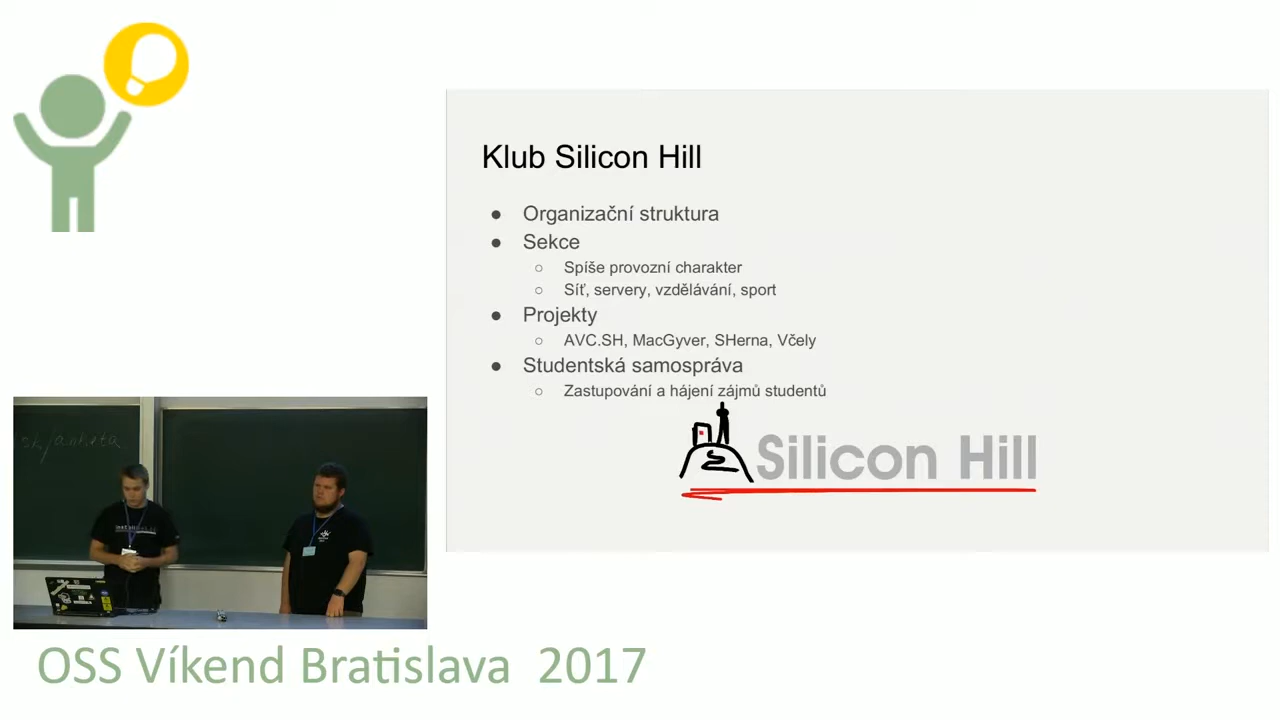 Klub Silicon Hill
● Organizační struktura
● Sekce
○ Spíše provozní charakter
○ Síť, servery, vzdělávání, sport
● Projekty
○ AVC.SH, MacGyver, SHerna, Včely
● Studentská samospráva
○ Zastupování a hájení zájmů studentů
Silicon Hill
OSS Víkend Bratislava 2017